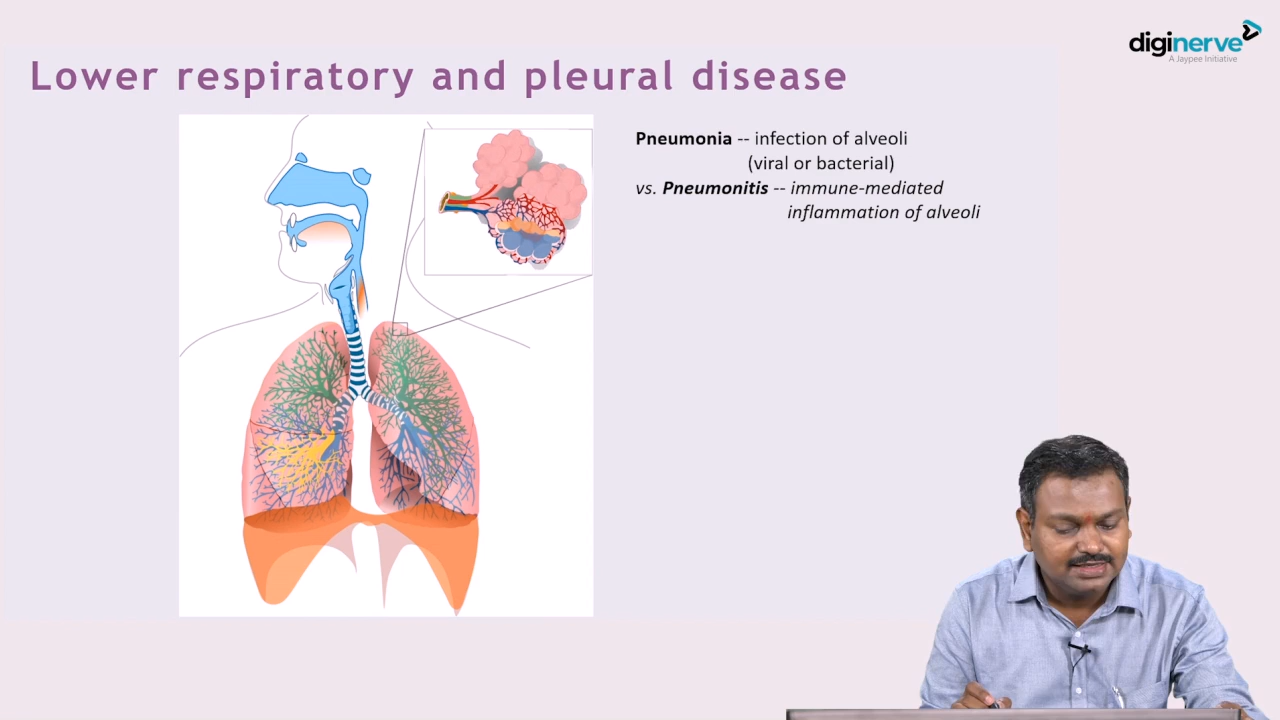 diginerve
A Jaypee Initiative
Lower respiratory and pleural disease
Pneumonia -- infection of alveoli
(viral or bacterial)
vs. Pneumonitis -- immune-mediated
inflammation of alveoli